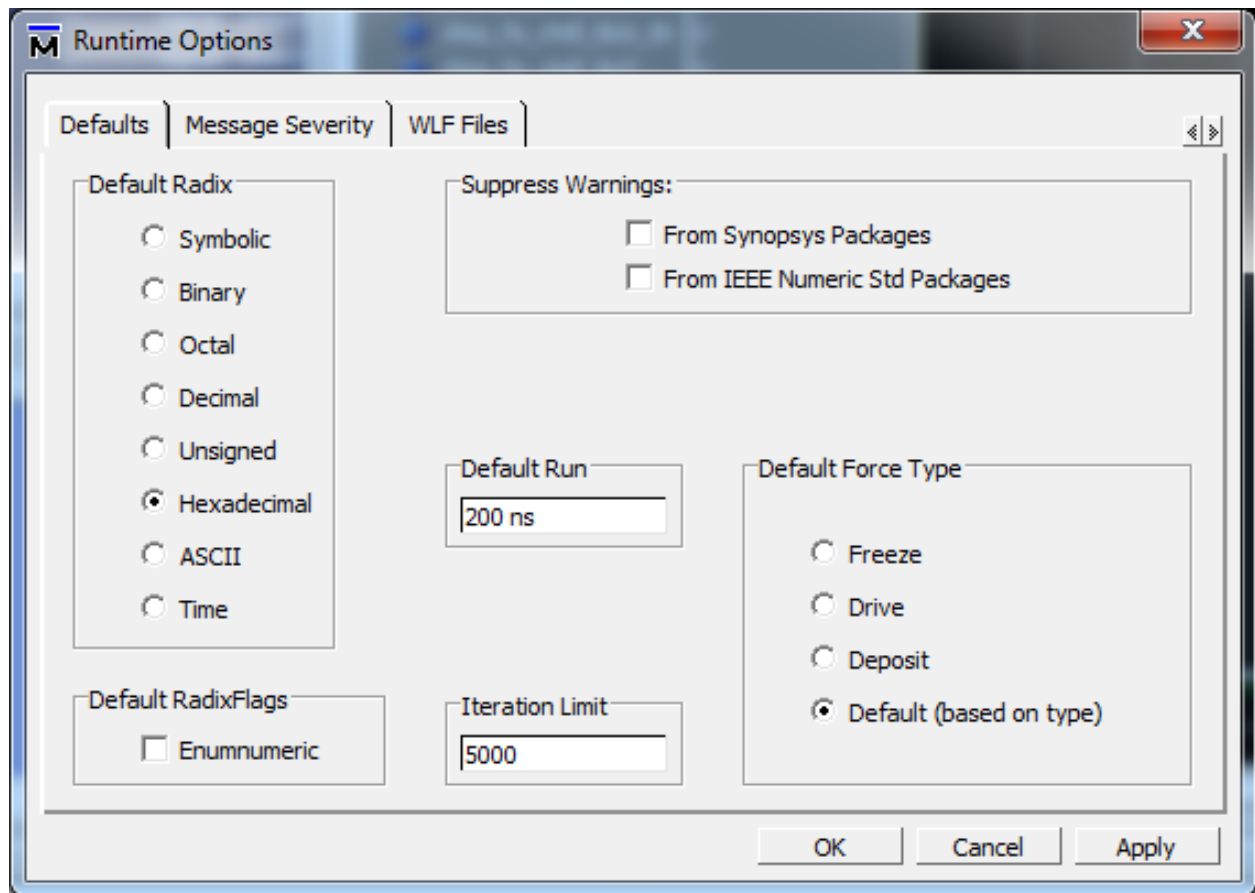 Runtime Options
Defaults
Message Severity
WLF Files
Default Radix
Symbolic
Binary
Octal
Decimal
Unsigned
Hexadecimal
ASCII
Time
Default RadixFlags
Enumnumeric
Suppress Warnings:
From Synopsys Packages
From IEEE Numeric Std Packages
Default Run
200 ns
Iteration Limit
5000
Default Force Type
Freeze
Drive
Deposit
Default (based on type)
OK
Cancel
Apply